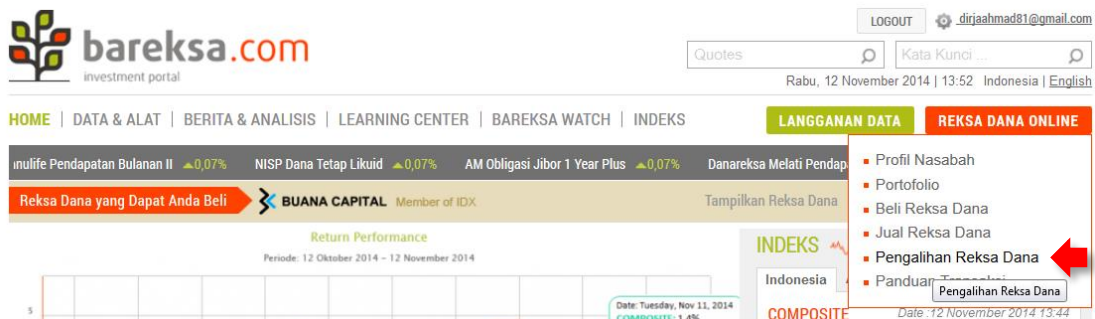 LOGOUT dirjaahmad81@gmail.com
bareksa.com
investment portal
Quotes Kata Kunci ...
Rabu, 12 November 2014 | 13:52 Indonesia | English
HOME | DATA & ALAT | BERITA & ANALISIS | LEARNING CENTER | BAREKSA WATCH | INDEKS LANGGANAN DATA REKSA DANA ONLINE
nulife Pendapatan Bulanan II 0,07% NISP Dana Tetap Likuid 0,07% AM Obligasi Jibor 1 Year Plus 0,07% Danareksa Melati Pendap
Reksa Dana yang Dapat Anda Beli BUANA CAPITAL Member of IDX Tampilkan Reksa Dana
Profil Nasabah
Portofolio
Beli Reksa Dana
Jual Reksa Dana
Pengalihan Reksa Dana
Panduan
Pengalihan Reksa Dana
Return Performance
Periode: 12 Oktober 2014 - 12 November 2014
5
Date: Tuesday, Nov 11, 2014
COMPOSITE: 1.4%
INDEKS
Indonesia
COMPOSITE Date :12 November 2014 13:44